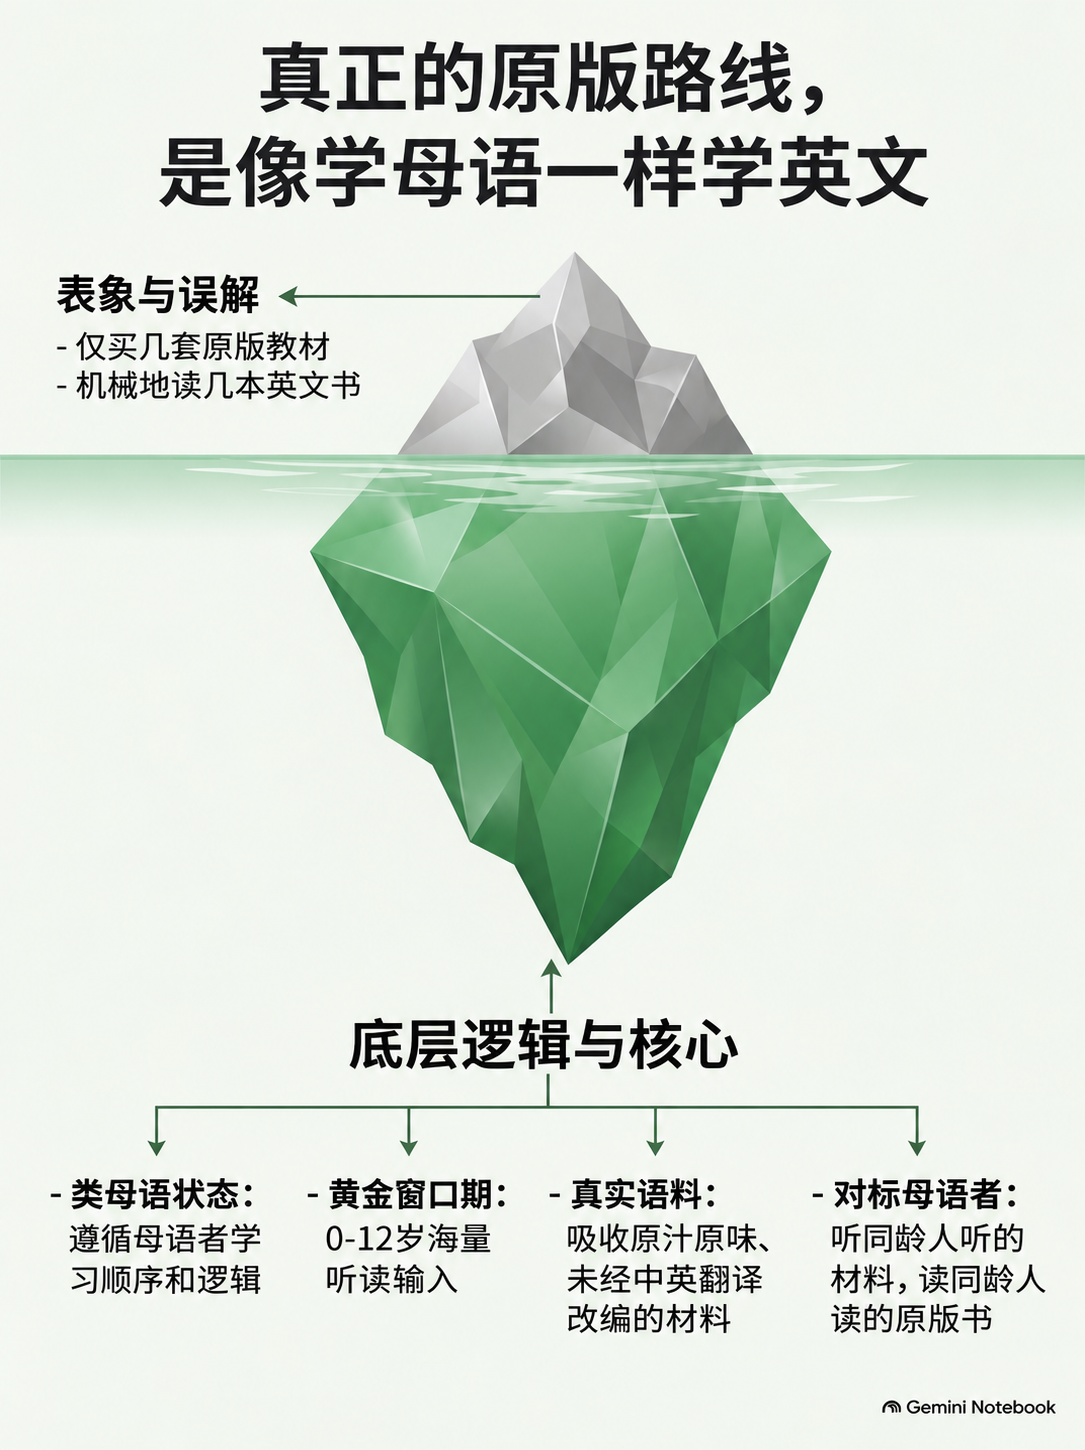 真正的原版路线，
是像学母语一样学英文
表象与误解
- 仅买几套原版教材
- 机械地读几本英文书
底层逻辑与核心
- 类母语状态：
遵循母语者学
习顺序和逻辑
- 黄金窗口期：
0-12岁海量
听读输入
- 真实语料：
吸收原汁原味、
未经中英翻译
改编的材料
- 对标母语者：
听同龄人听的
材料，读同龄人
读的原版书
Gemini Notebook